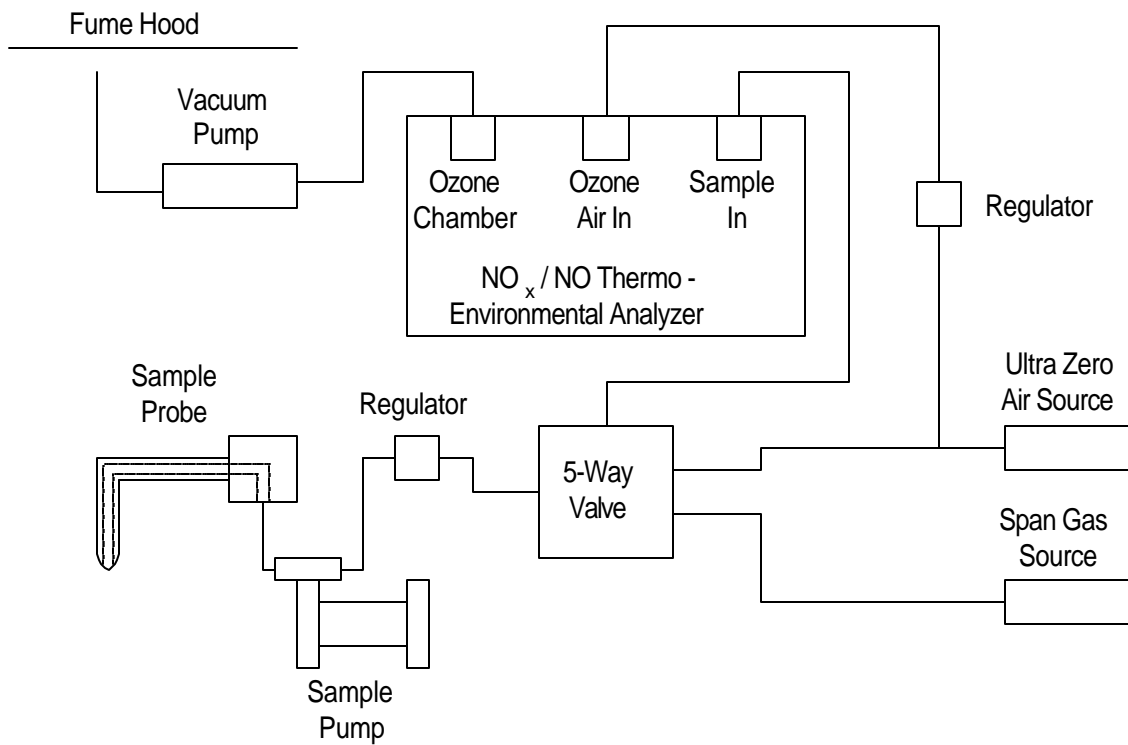 Fume Hood
Vacuum
Pump
Ozone
Chamber
Ozone
Air In
Sample
In
NO x / NO Thermo -
Environmental Analyzer
Regulator
Sample
Probe
Regulator
5-Way
Valve
Ultra Zero
Air Source
Span Gas
Source
Sample
Pump